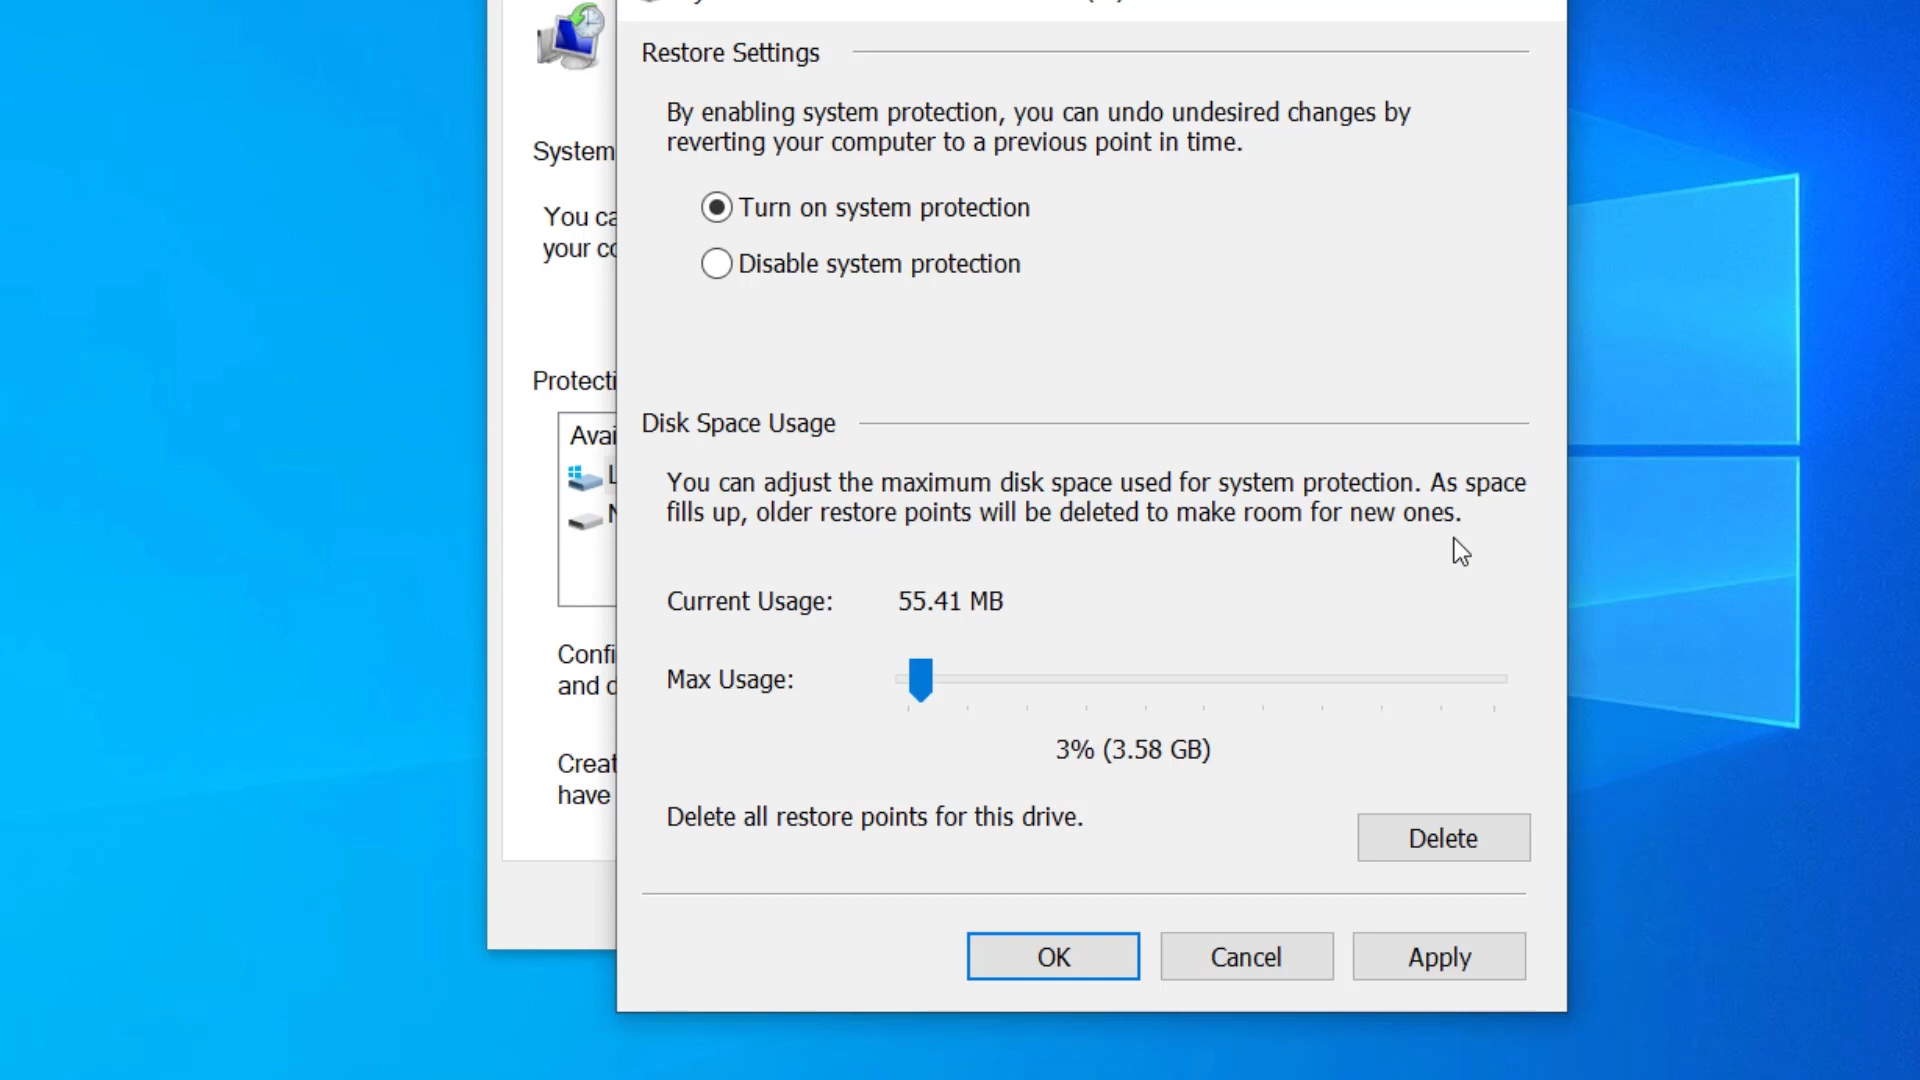 Restore Settings
By enabling system protection, you can undo undesired changes by
reverting your computer to a previous point in time.
Turn on system protection
Disable system protection
Disk Space Usage
You can adjust the maximum disk space used for system protection. As space
fills up, older restore points will be deleted to make room for new ones.
Current Usage: 55.41 MB
Max Usage:
3% (3.58 GB)
Delete all restore points for this drive.
Delete
OK Cancel Apply
System
You ca
your co
Protecti
Avai
L
N
Confi
and
Creat
have